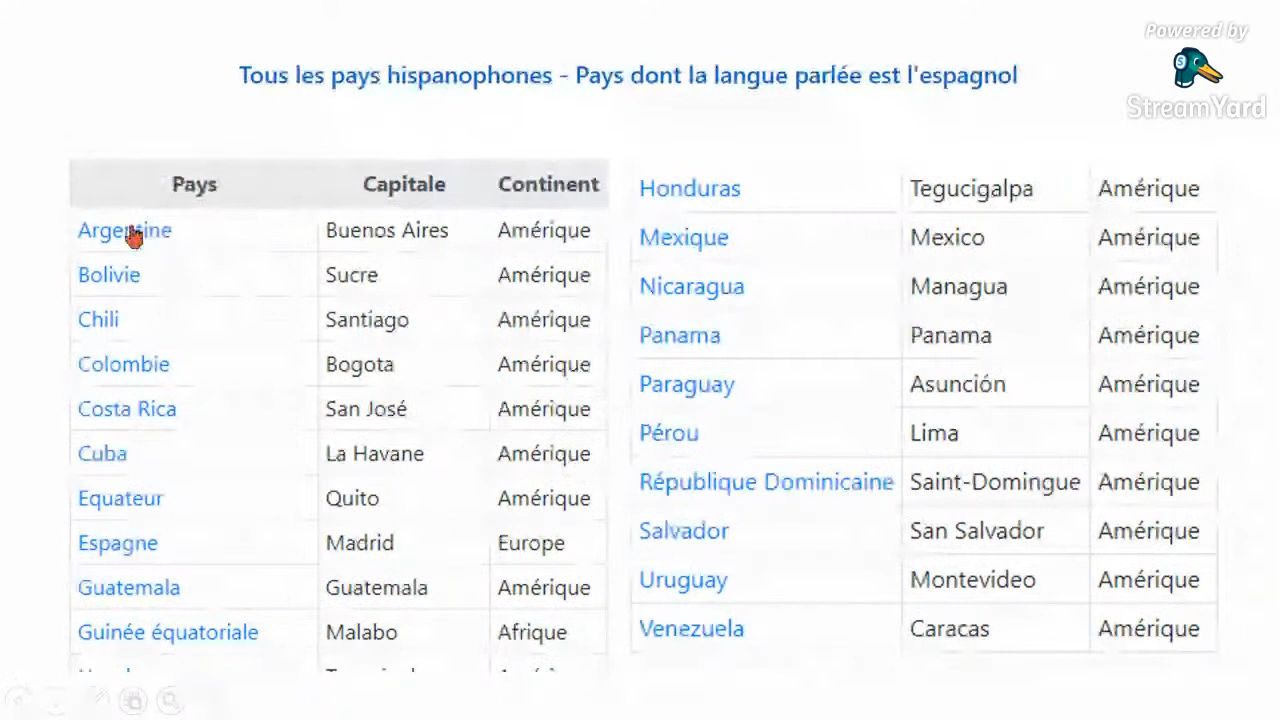 Powered by
StreamYard
Tous les pays hispanophones - Pays dont la langue parlée est l'espagnol
Pays Capitale Continent
Argentine Buenos Aires Amérique
Bolivie Sucre Amérique
Chili Santiago Amérique
Colombie Bogota Amérique
Costa Rica San José Amérique
Cuba La Havane Amérique
Equateur Quito Amérique
Espagne Madrid Europe
Guatemala Guatemala Amérique
Guinée équatoriale Malabo Afrique
Honduras Tegucigalpa Amérique
Mexique Mexico Amérique
Nicaragua Managua Amérique
Panama Panama Amérique
Paraguay Asunción Amérique
Pérou Lima Amérique
République Dominicaine Saint-Domingue Amérique
Salvador San Salvador Amérique
Uruguay Montevideo Amérique
Venezuela Caracas Amérique